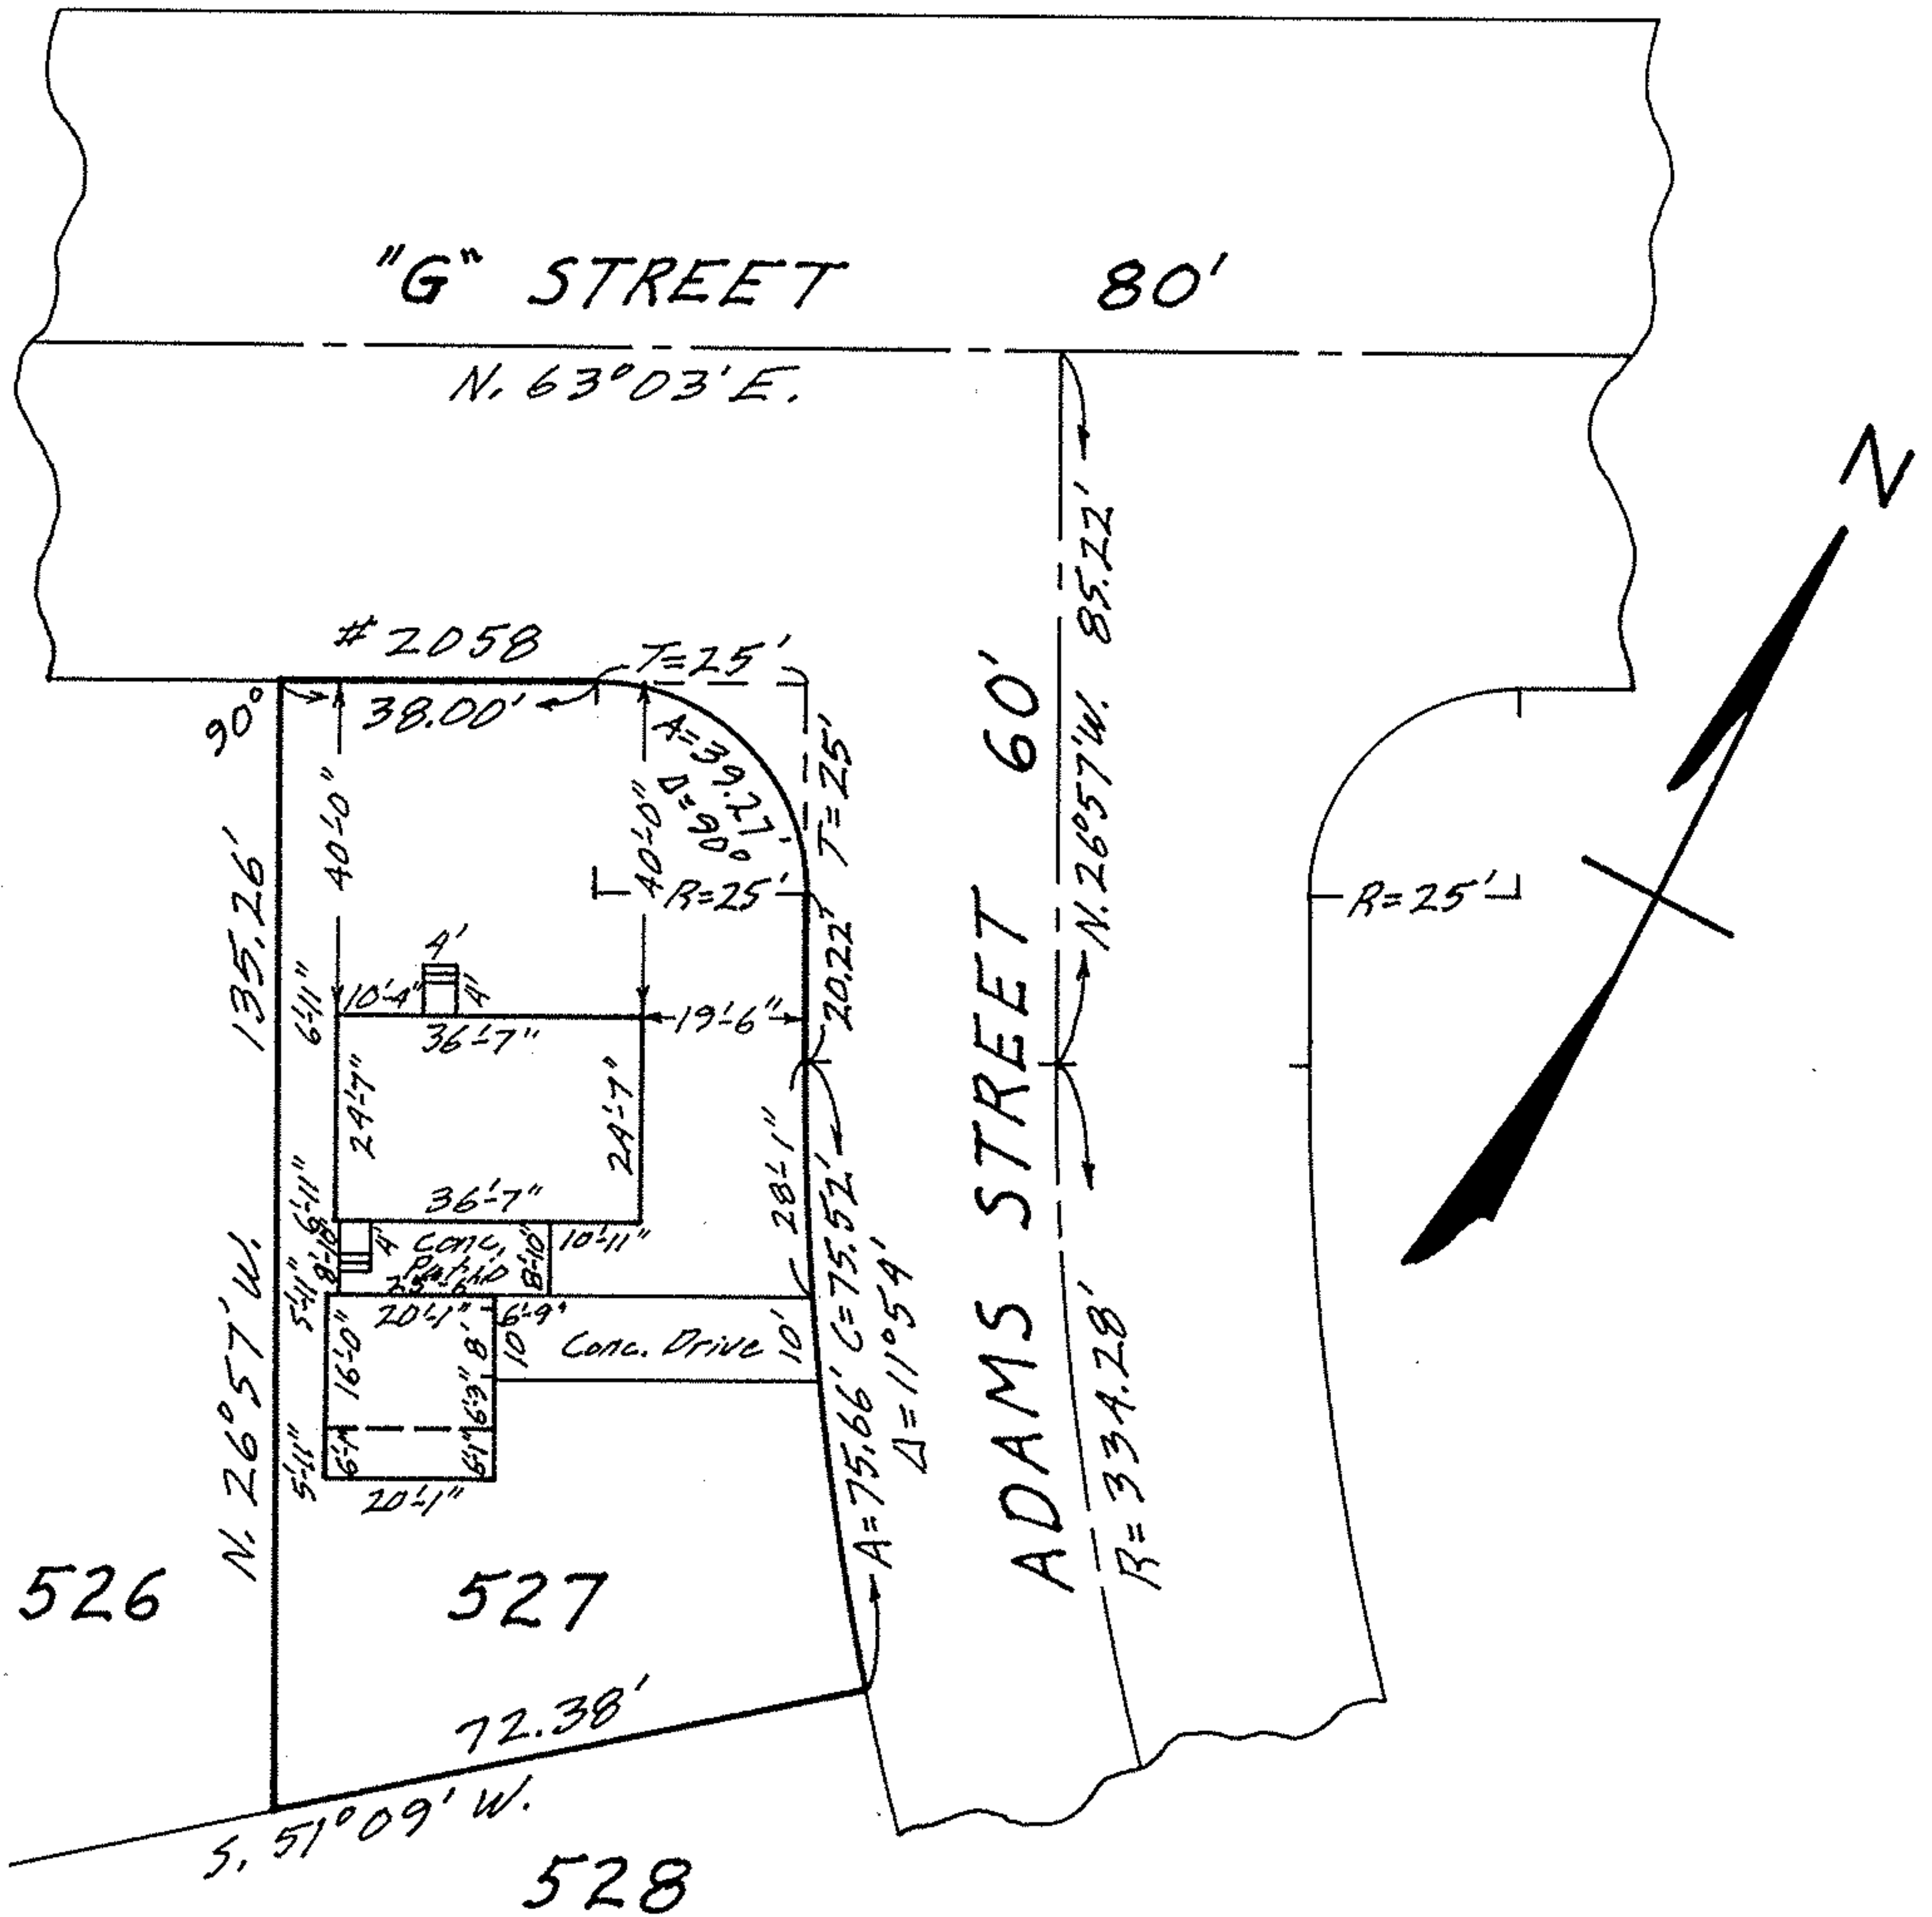 "G" STREET 80'
N. 63°03'E.
N
85.22'
N. 26°57'W.
# 2058
T=25'
90°
38.00'
A=39.27'
Δ=90°
T=25'
40'-0"
40'-0"
R=25'
R=25'
135.26'
N. 26°57'W.
6'-11"
10'-4"
4'
4'
36'-7"
19'-6"
20.22'
24'-7"
24'-7"
36'-7"
6'-11"
28'-1"
8'-10"
4'
Conc.
Patio
25'-6"
8'-10"
10'-11"
5'-11"
20'-1"
6'-9"
16'-0"
8'
10'
Conc. Drive
10'
6'-3"
5'-11"
6'-1"
6'-1"
20'-1"
A=75.66' C=75.52'
Δ=11°54'
ADAMS STREET 60'
R=334.28'
526
527
72.38'
S. 51°09'W.
528